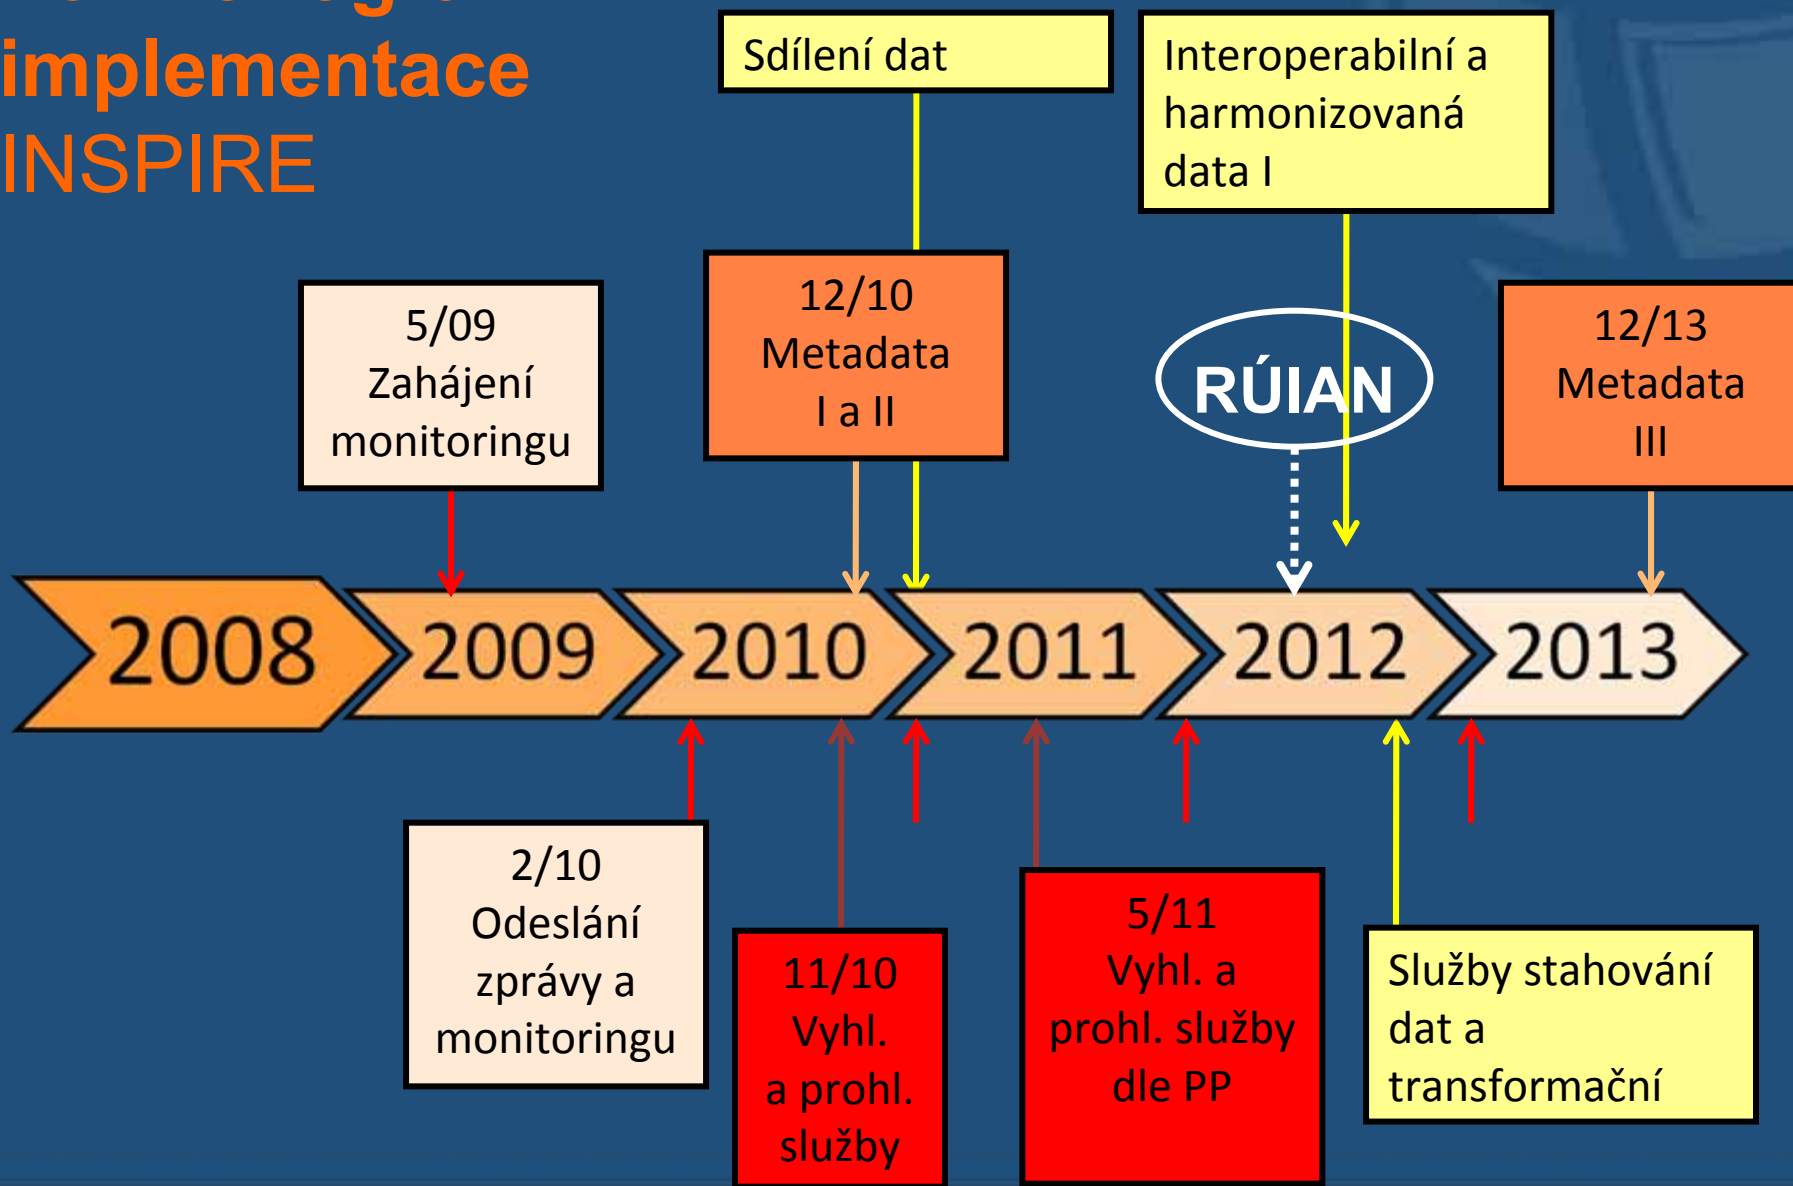 implementace
INSPIRE
Sdílení dat
Interoperabilní a
harmonizovaná
data I
5/09
Zahájení
monitoringu
12/10
Metadata
I a II
RÚIAN
12/13
Metadata
III
2008
2009
2010
2011
2012
2013
2/10
Odeslání
zprávy a
monitoringu
11/10
Vyhl.
a prohl.
služby
5/11
Vyhl. a
prohl. služby
dle PP
Služby stahování
dat a
transformační